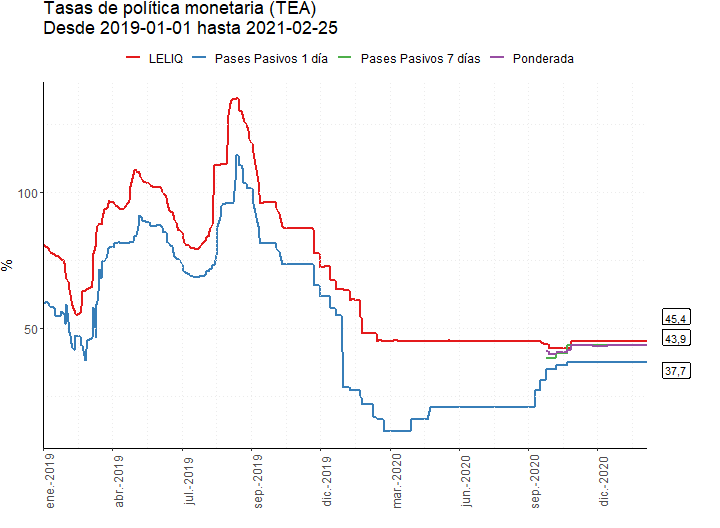 Tasas de política monetaria (TEA)
Desde 2019-01-01 hasta 2021-02-25
LELIQ Pases Pasivos 1 día Pases Pasivos 7 días Ponderada
%
100
50
45,4
43,9
37,7
ene.-2019
abr.-2019
jul.-2019
sep.-2019
dic.-2019
mar.-2020
jun.-2020
sep.-2020
dic.-2020